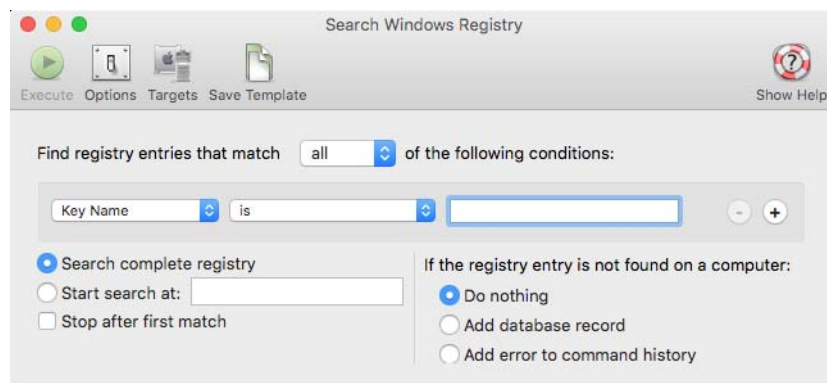 Search Windows Registry
Execute Options Targets Save Template Show Help
Find registry entries that match all of the following conditions:
Key Name is
Search complete registry
Start search at:
Stop after first match
If the registry entry is not found on a computer:
Do nothing
Add database record
Add error to command history